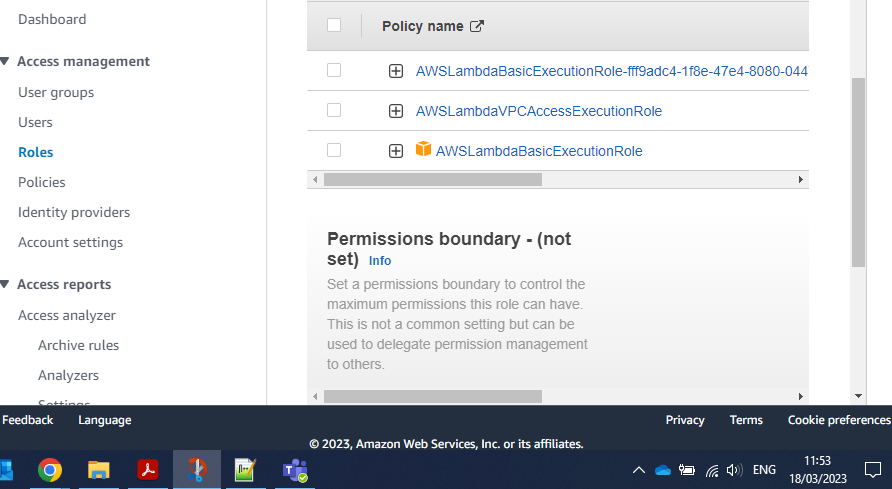 Dashboard
Access management
User groups
Users
Roles
Policies
Identity providers
Account settings
Access reports
Access analyzer
Archive rules
Analyzers
Settings
Policy name
AWSLambdaBasicExecutionRole-fff9adc4-1f8e-47e4-8080-044
AWSLambdaVPCAccessExecutionRole
AWSLambdaBasicExecutionRole
Permissions boundary - (not
set) Info
Set a permissions boundary to control the
maximum permissions this role can have.
This is not a common setting but can be
used to delegate permission management
to others.
Feedback Language Privacy Terms Cookie preferences
© 2023, Amazon Web Services, Inc. or its affiliates.
ENG
11:53
18/03/2023